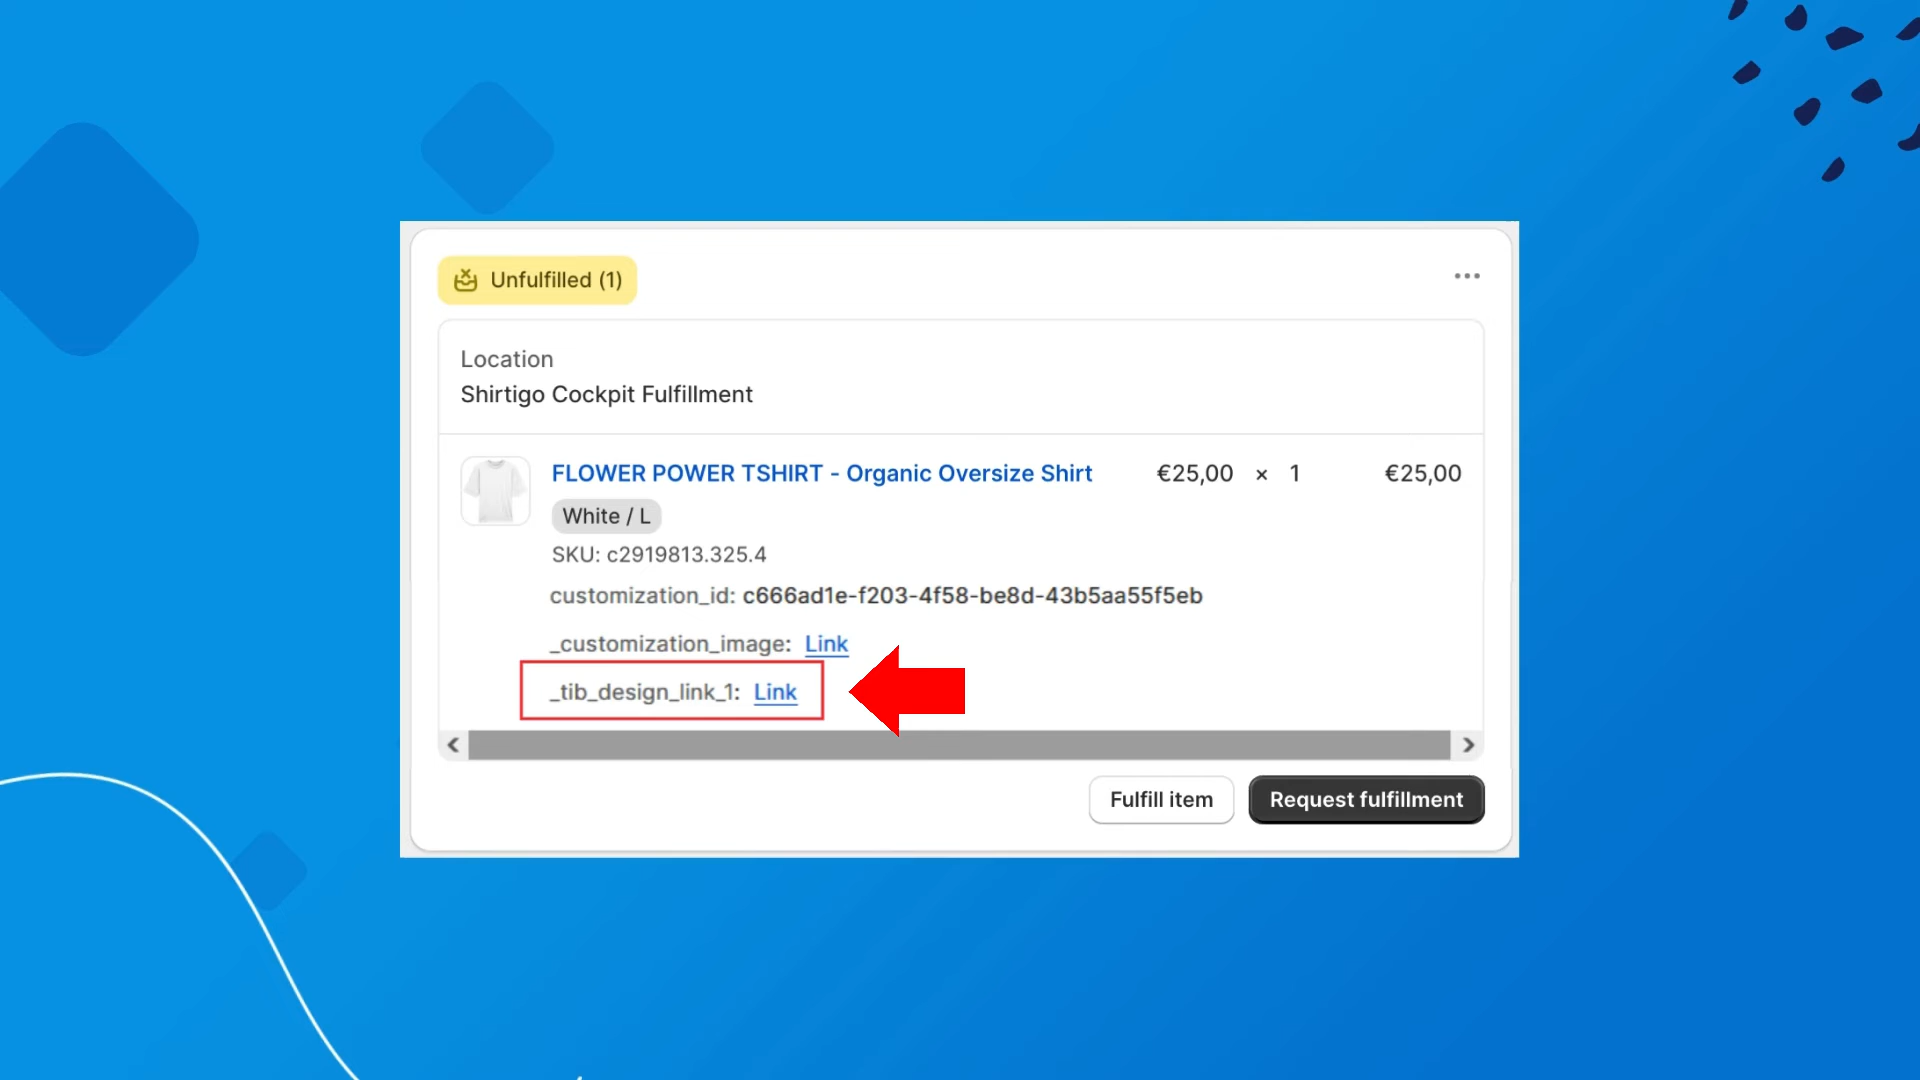 Unfulfilled (1)
Location
Shirtigo Cockpit Fulfillment
FLOWER POWER TSHIRT - Organic Oversize Shirt €25,00 × 1 €25,00
White / L
SKU: c2919813.325.4
customization_id: c666ad1e-f203-4f58-be8d-43b5aa55f5eb
_customization_image: Link
_tib_design_link_1: Link
Fulfill item Request fulfillment